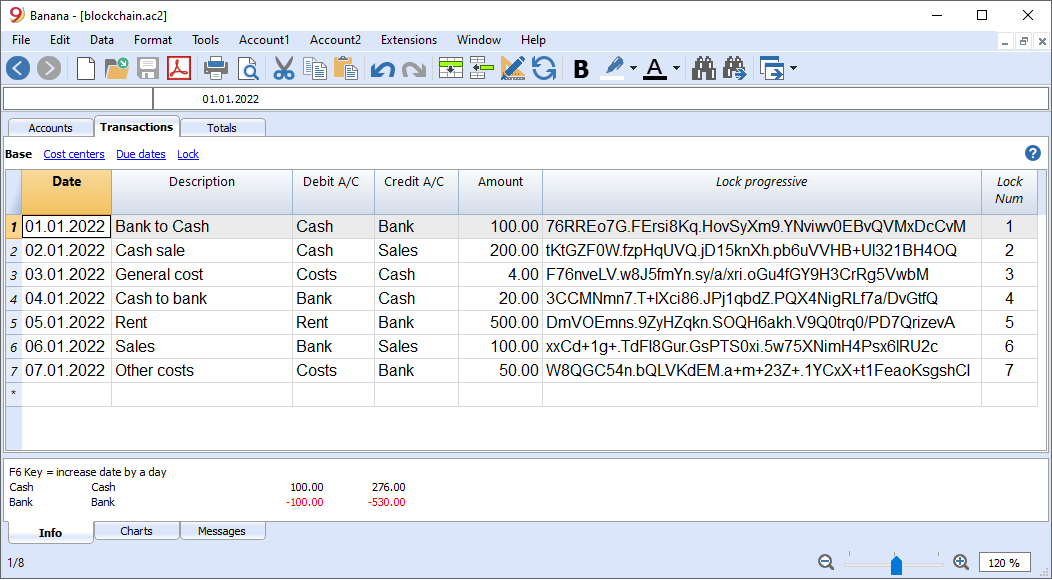 Banana - [blockchain.ac2]
File Edit Data Format Tools Account1 Account2 Extensions Window Help
B A
01.01.2022
Accounts Transactions Totals
Base Cost centers Due dates Lock ?
Date Description Debit A/C Credit A/C Amount Lock progressive Lock Num
1 01.01.2022 Bank to Cash Cash Bank 100.00 76RREo7G.FErsi8Kq.HovSyXm9.YNviwv0EBvQVMxDcCvM 1
2 02.01.2022 Cash sale Cash Sales 200.00 tKtGZF0W.fzpHqUVQ.jD15knXh.pb6uVVHB+Ul321BH4OQ 2
3 03.01.2022 General cost Costs Cash 4.00 F76nveLV.w8J5fmYn.sy/a/xri.oGu4fGY9H3CrRg5VwbM 3
4 04.01.2022 Cash to bank Bank Cash 20.00 3CCMNmn7.T+lXci86.JPj1qbdZ.PQX4NigRLf7a/DvGtfQ 4
5 05.01.2022 Rent Rent Bank 500.00 DmVOEmns.9ZyHZqkn.SOQH6akh.V9Q0trq0/PD7QrizevA 5
6 06.01.2022 Sales Bank Sales 100.00 xxCd+1g+.TdFl8Gur.GsPTS0xi.5w75XNimH4Psx6lRU2c 6
7 07.01.2022 Other costs Costs Bank 50.00 W8QGC54n.bQLVKdEM.a+m+23Z+.1YCxX+t1FeaoKsgshCI 7
*
F6 Key = increase date by a day
Cash Cash 100.00 276.00
Bank Bank -100.00 -530.00
Info Charts Messages
1/8 120 %